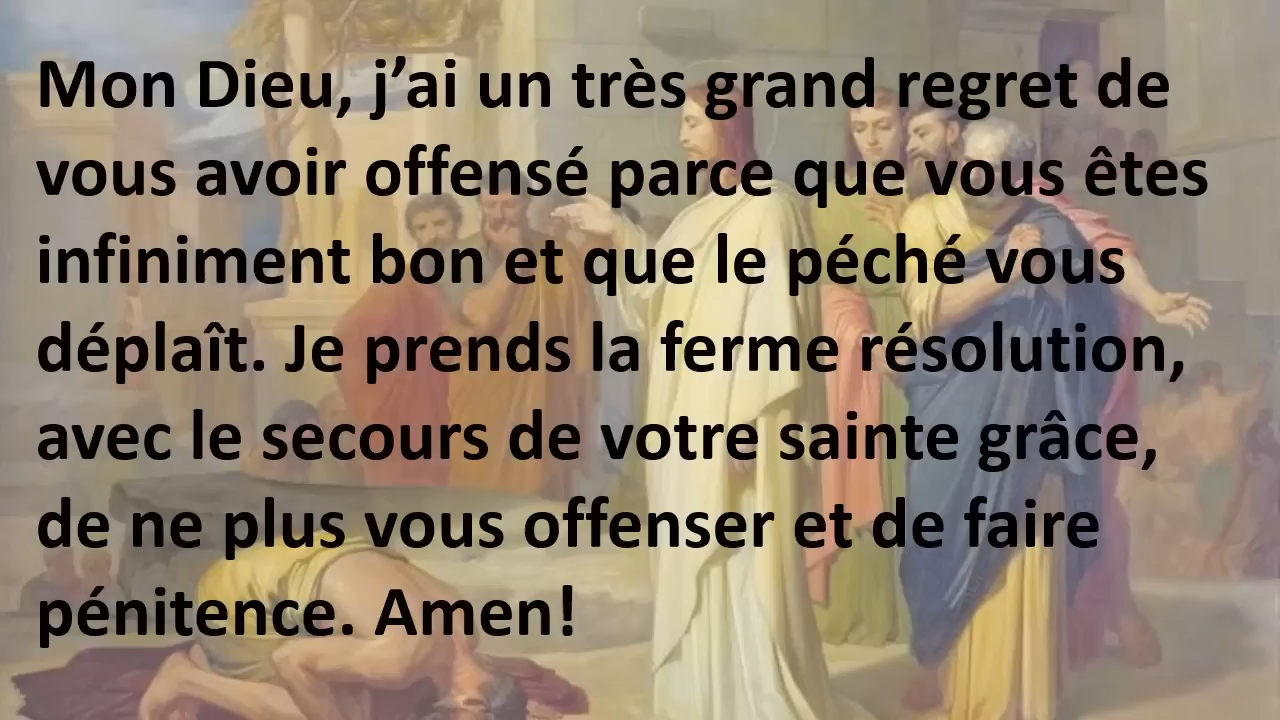 Mon Dieu, j’ai un très grand regret de
vous avoir offensé parce que vous êtes
infiniment bon et que le péché vous
déplaît. Je prends la ferme résolution,
avec le secours de votre sainte grâce,
de ne plus vous offenser et de faire
pénitence. Amen!